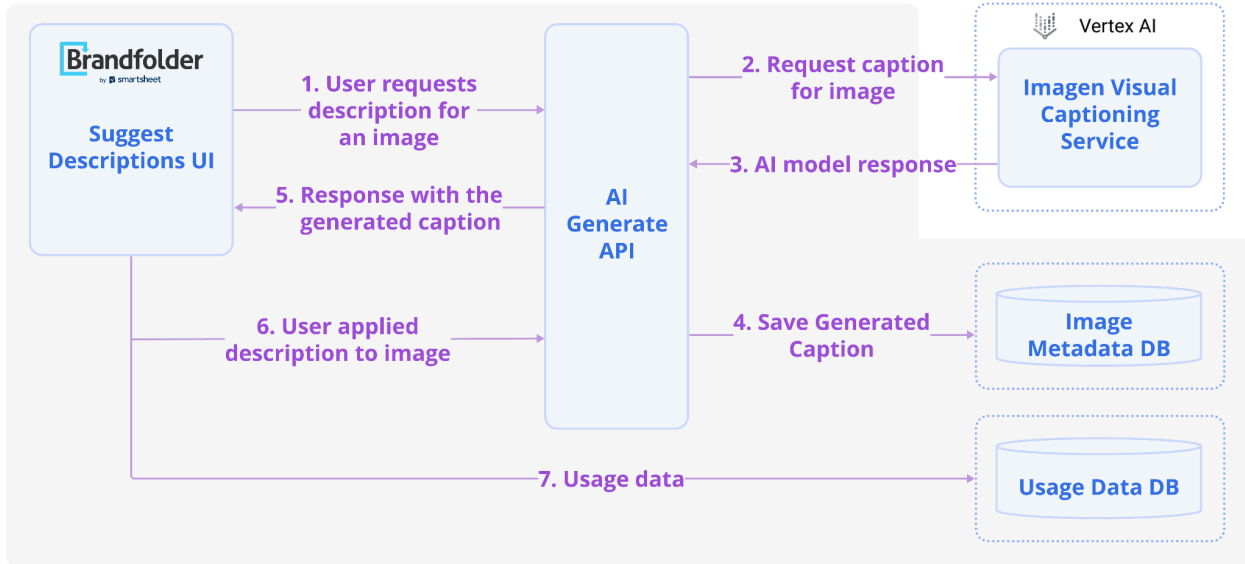 Brandfolder
by smartsheet
Suggest
Descriptions UI
1. User requests
description for
an image
5. Response with the
generated caption
6. User applied
description to image
AI
Generate
API
2. Request caption
for image
3. AI model response
4. Save Generated
Caption
7. Usage data
Vertex AI
Imagen Visual
Captioning
Service
Image
Metadata DB
Usage Data DB